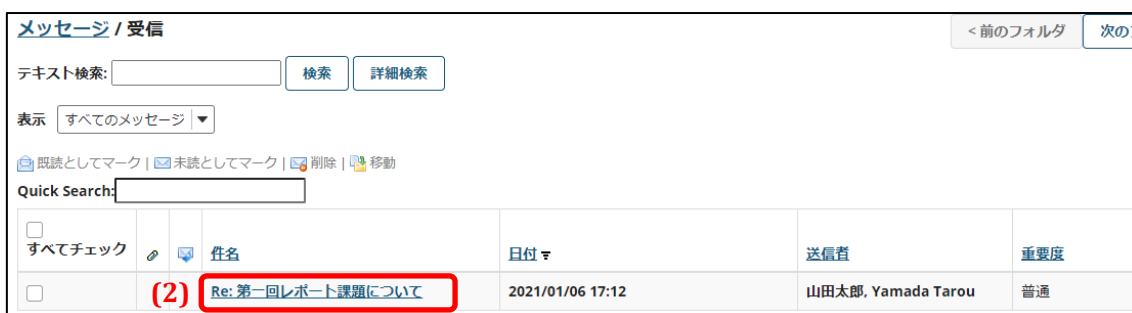 メッセージ / 受信
<前のフォルダ 次の
テキスト検索: 検索 詳細検索
表示 すべてのメッセージ
既読としてマーク | 未読としてマーク | 削除 | 移動
Quick Search:
すべてチェック 件名 日付 送信者 重要度
(2) Re: 第一回レポート課題について 2021/01/06 17:12 山田太郎, Yamada Tarou 普通